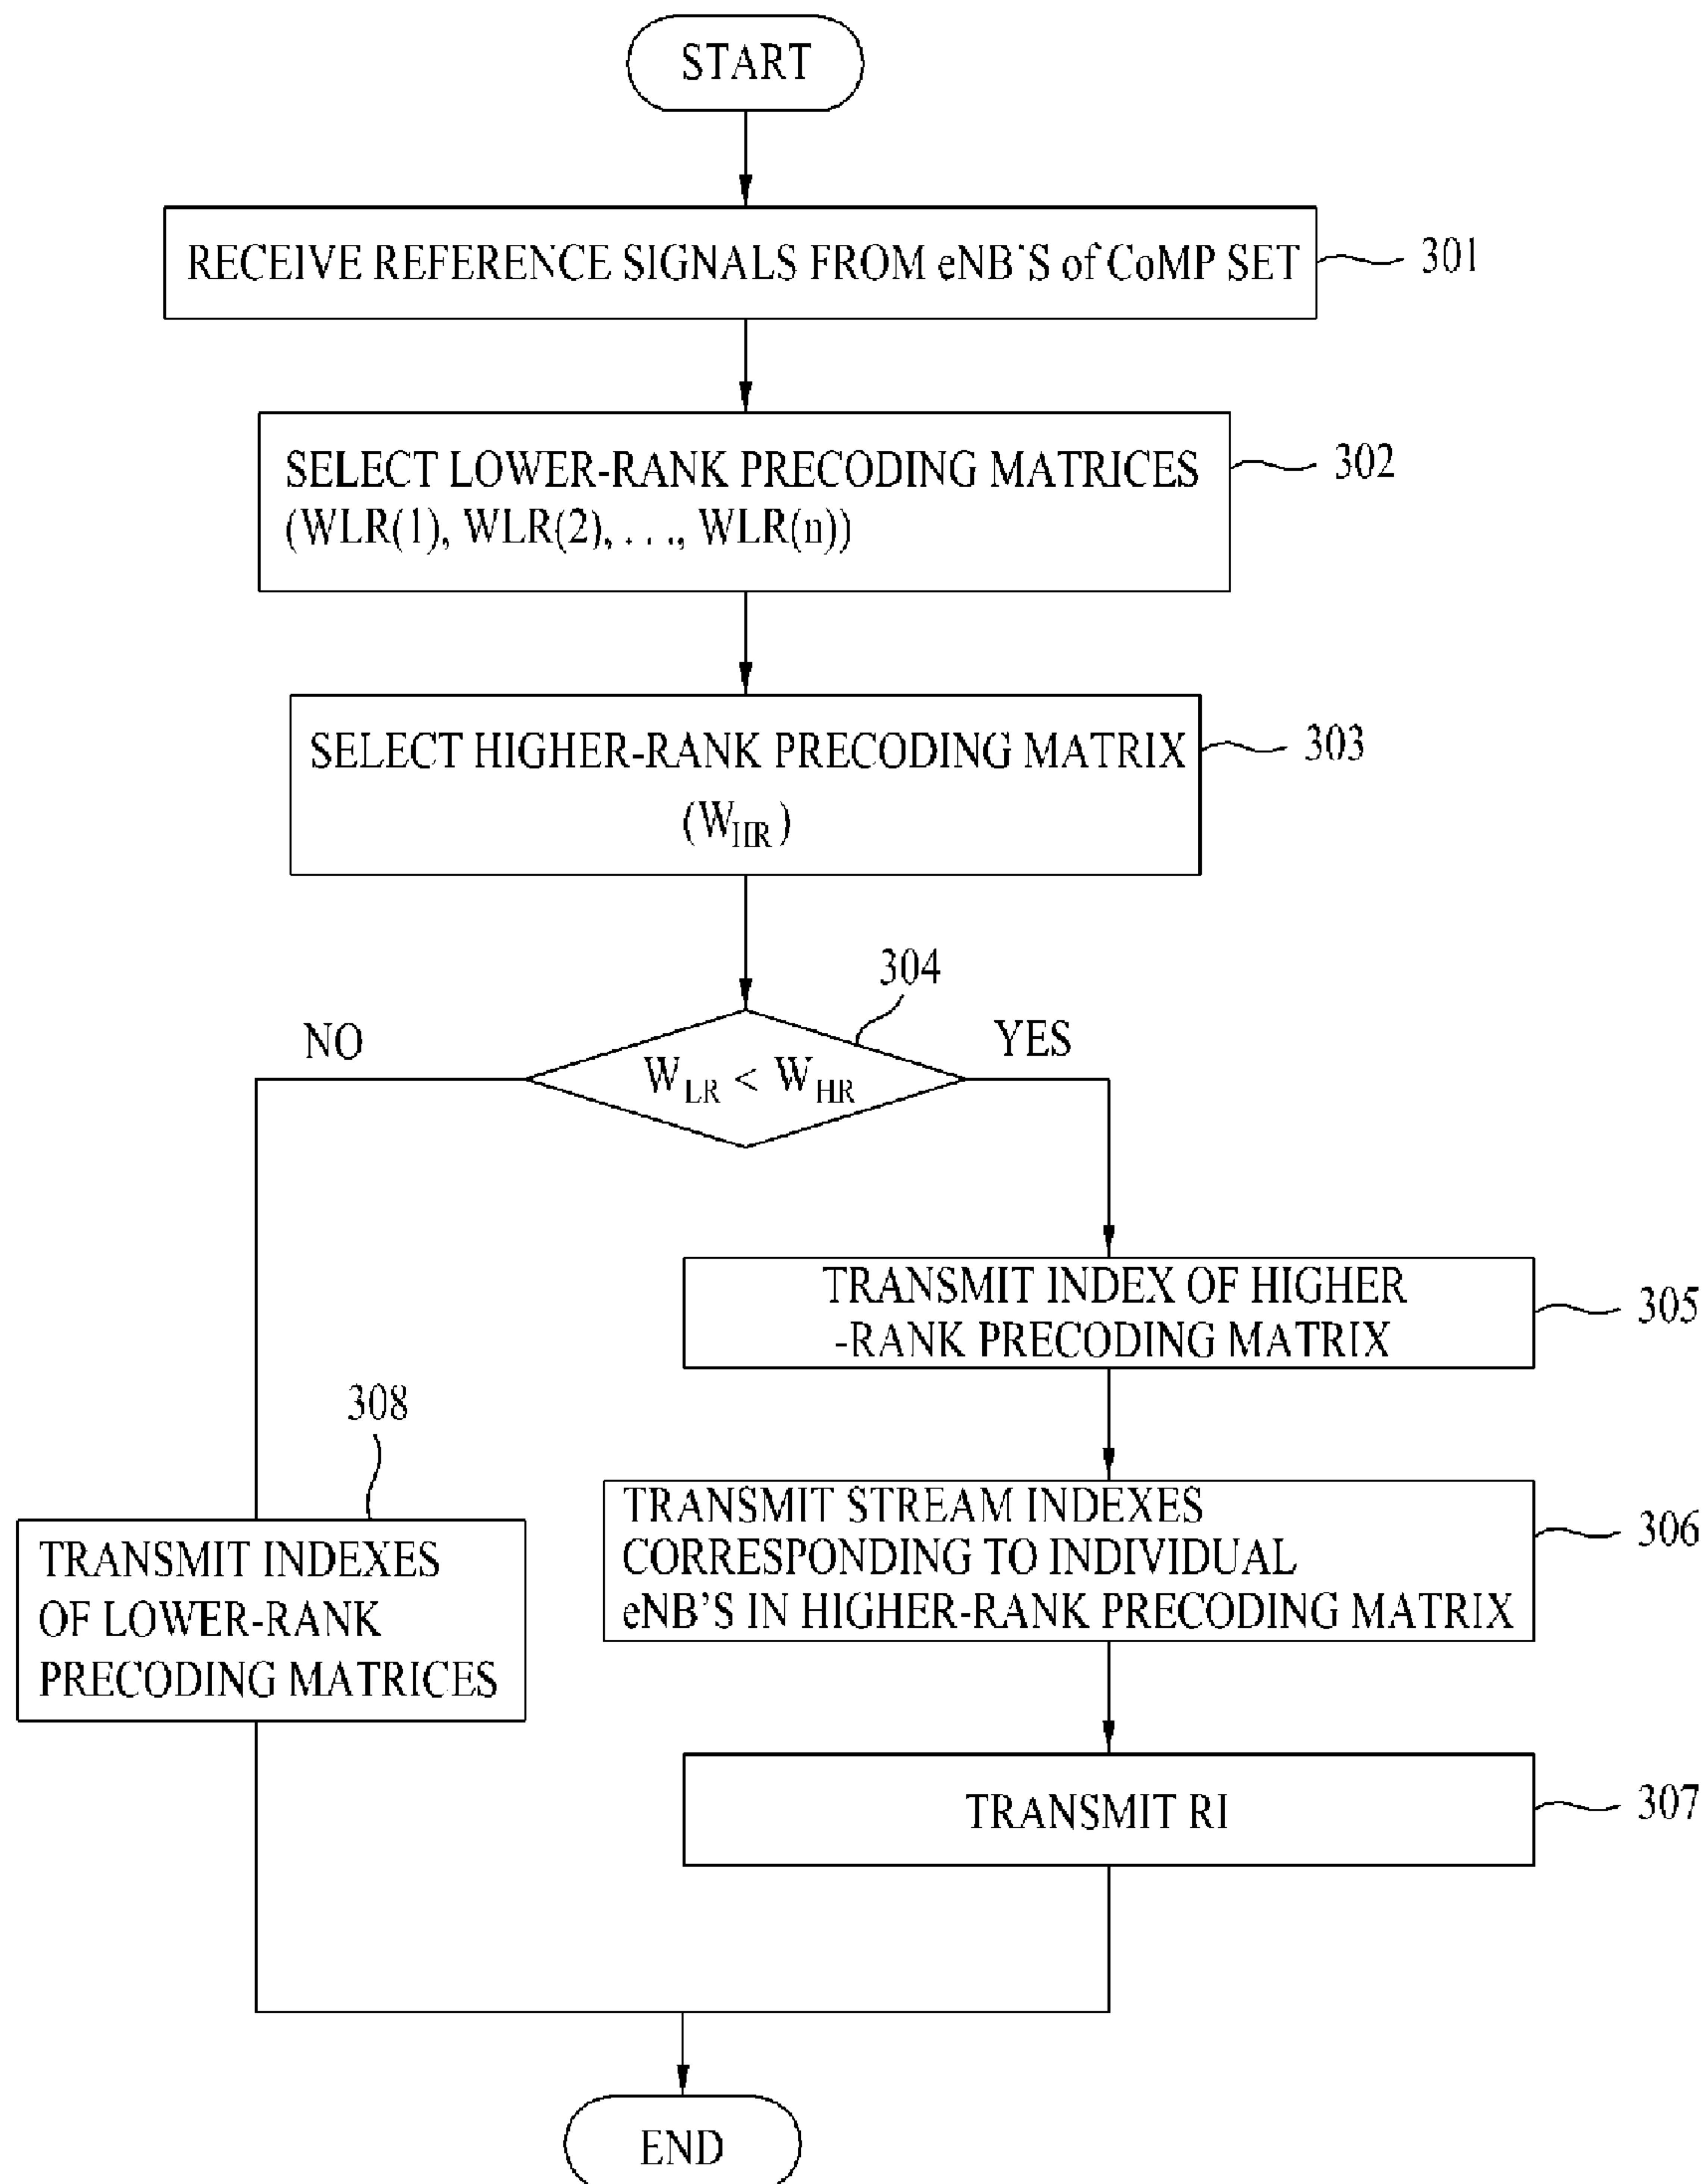 START
RECEIVE REFERENCE SIGNALS FROM eNB'S of CoMP SET
301
SELECT LOWER-RANK PRECODING MATRICES
(WLR(1), WLR(2), . . ., WLR(n))
302
SELECT HIGHER-RANK PRECODING MATRIX
(W_HR)
303
304
NO
YES
W_LR < W_HR
TRANSMIT INDEX OF HIGHER
-RANK PRECODING MATRIX
305
308
TRANSMIT STREAM INDEXES
CORRESPONDING TO INDIVIDUAL
eNB'S IN HIGHER-RANK PRECODING MATRIX
306
TRANSMIT INDEXES
OF LOWER-RANK
PRECODING MATRICES
TRANSMIT RI
307
END